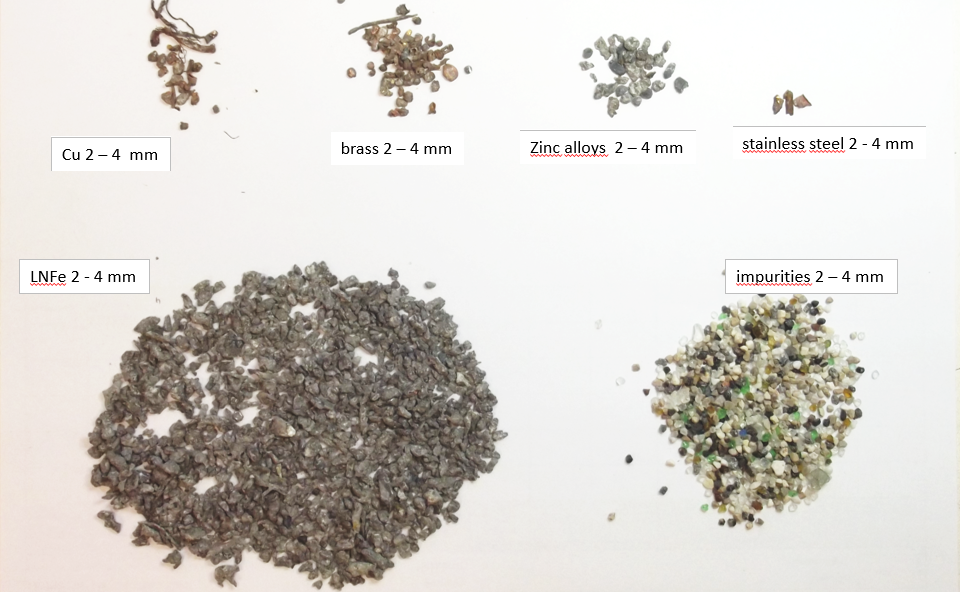 Cu 2 – 4 mm
brass 2 – 4 mm
Zinc alloys 2 – 4 mm
stainless steel 2 - 4 mm
LNFe 2 - 4 mm
impurities 2 – 4 mm